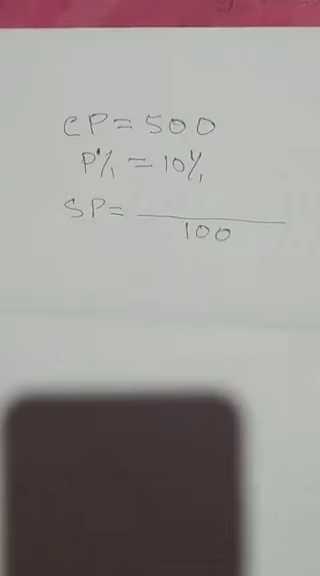 CP = 500
P% = 10%
SP = ———
100